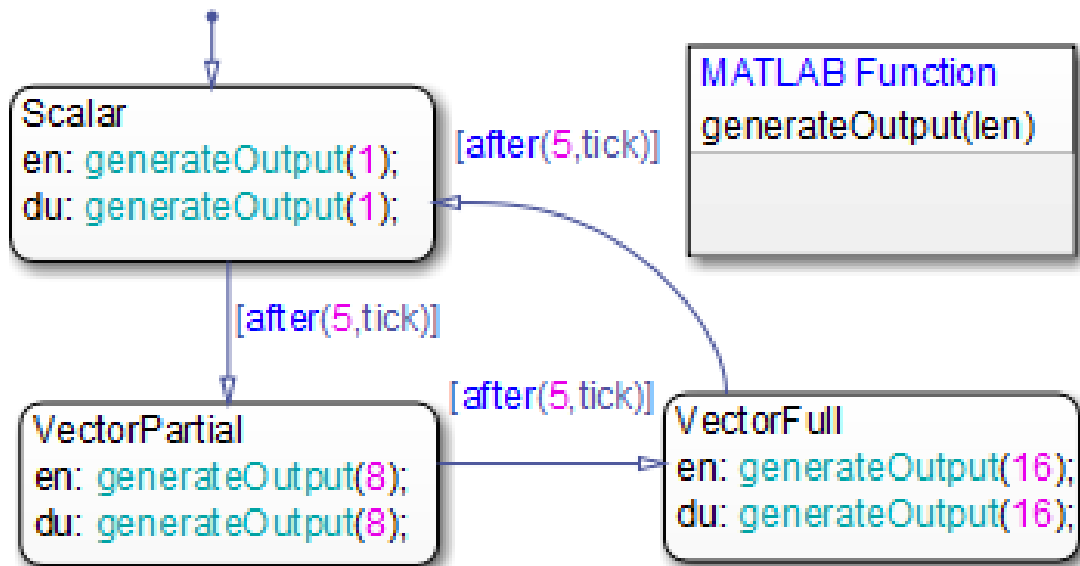 Scalar
en: generateOutput(1);
du: generateOutput(1);
[after(5,tick)]
MATLAB Function
generateOutput(len)
[after(5,tick)]
VectorPartial
en: generateOutput(8);
du: generateOutput(8);
[after(5,tick)]
VectorFull
en: generateOutput(16);
du: generateOutput(16);